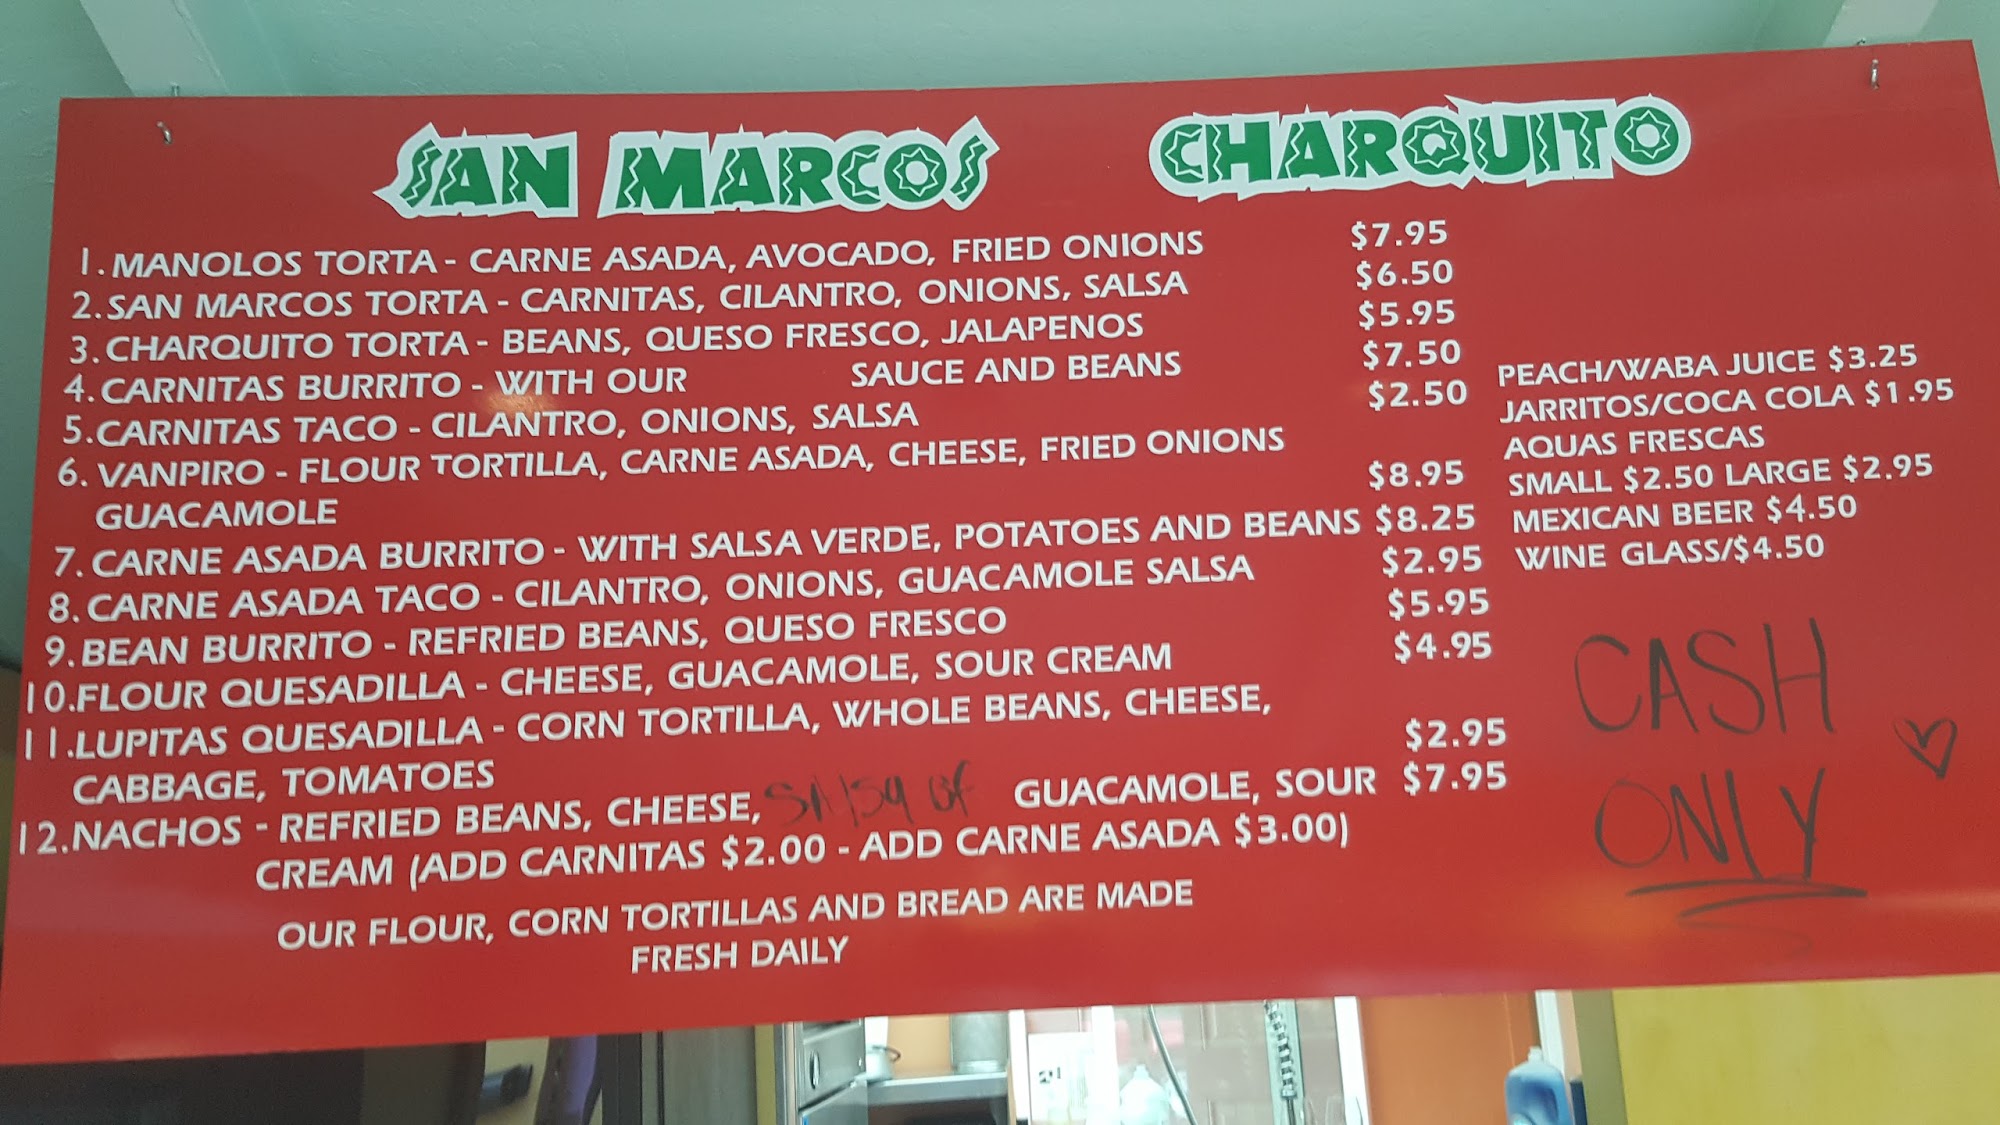 SAN MARCOS CHARQUITO
1. MANOLOS TORTA - CARNE ASADA, AVOCADO, FRIED ONIONS $7.95
2. SAN MARCOS TORTA - CARNITAS, CILANTRO, ONIONS, SALSA $6.50
3. CHARQUITO TORTA - BEANS, QUESO FRESCO, JALAPENOS $5.95
4. CARNITAS BURRITO - WITH OUR SAUCE AND BEANS $7.50
5. CARNITAS TACO - CILANTRO, ONIONS, SALSA $2.50
6. VANPIRO - FLOUR TORTILLA, CARNE ASADA, CHEESE, FRIED ONIONS
GUACAMOLE $8.95
7. CARNE ASADA BURRITO - WITH SALSA VERDE, POTATOES AND BEANS $8.25
8. CARNE ASADA TACO - CILANTRO, ONIONS, GUACAMOLE SALSA $2.95
9. BEAN BURRITO - REFRIED BEANS, QUESO FRESCO $5.95
10. FLOUR QUESADILLA - CHEESE, GUACAMOLE, SOUR CREAM $4.95
11. LUPITAS QUESADILLA - CORN TORTILLA, WHOLE BEANS, CHEESE,
CABBAGE, TOMATOES $2.95
12. NACHOS - REFRIED BEANS, CHEESE, GUACAMOLE, SOUR $7.95
CREAM (ADD CARNITAS $2.00 - ADD CARNE ASADA $3.00)
OUR FLOUR, CORN TORTILLAS AND BREAD ARE MADE
FRESH DAILY
PEACH/WABA JUICE $3.25
JARRITOS/COCA COLA $1.95
AQUAS FRESCAS
SMALL $2.50 LARGE $2.95
MEXICAN BEER $4.50
WINE GLASS/$4.50
CASH
ONLY